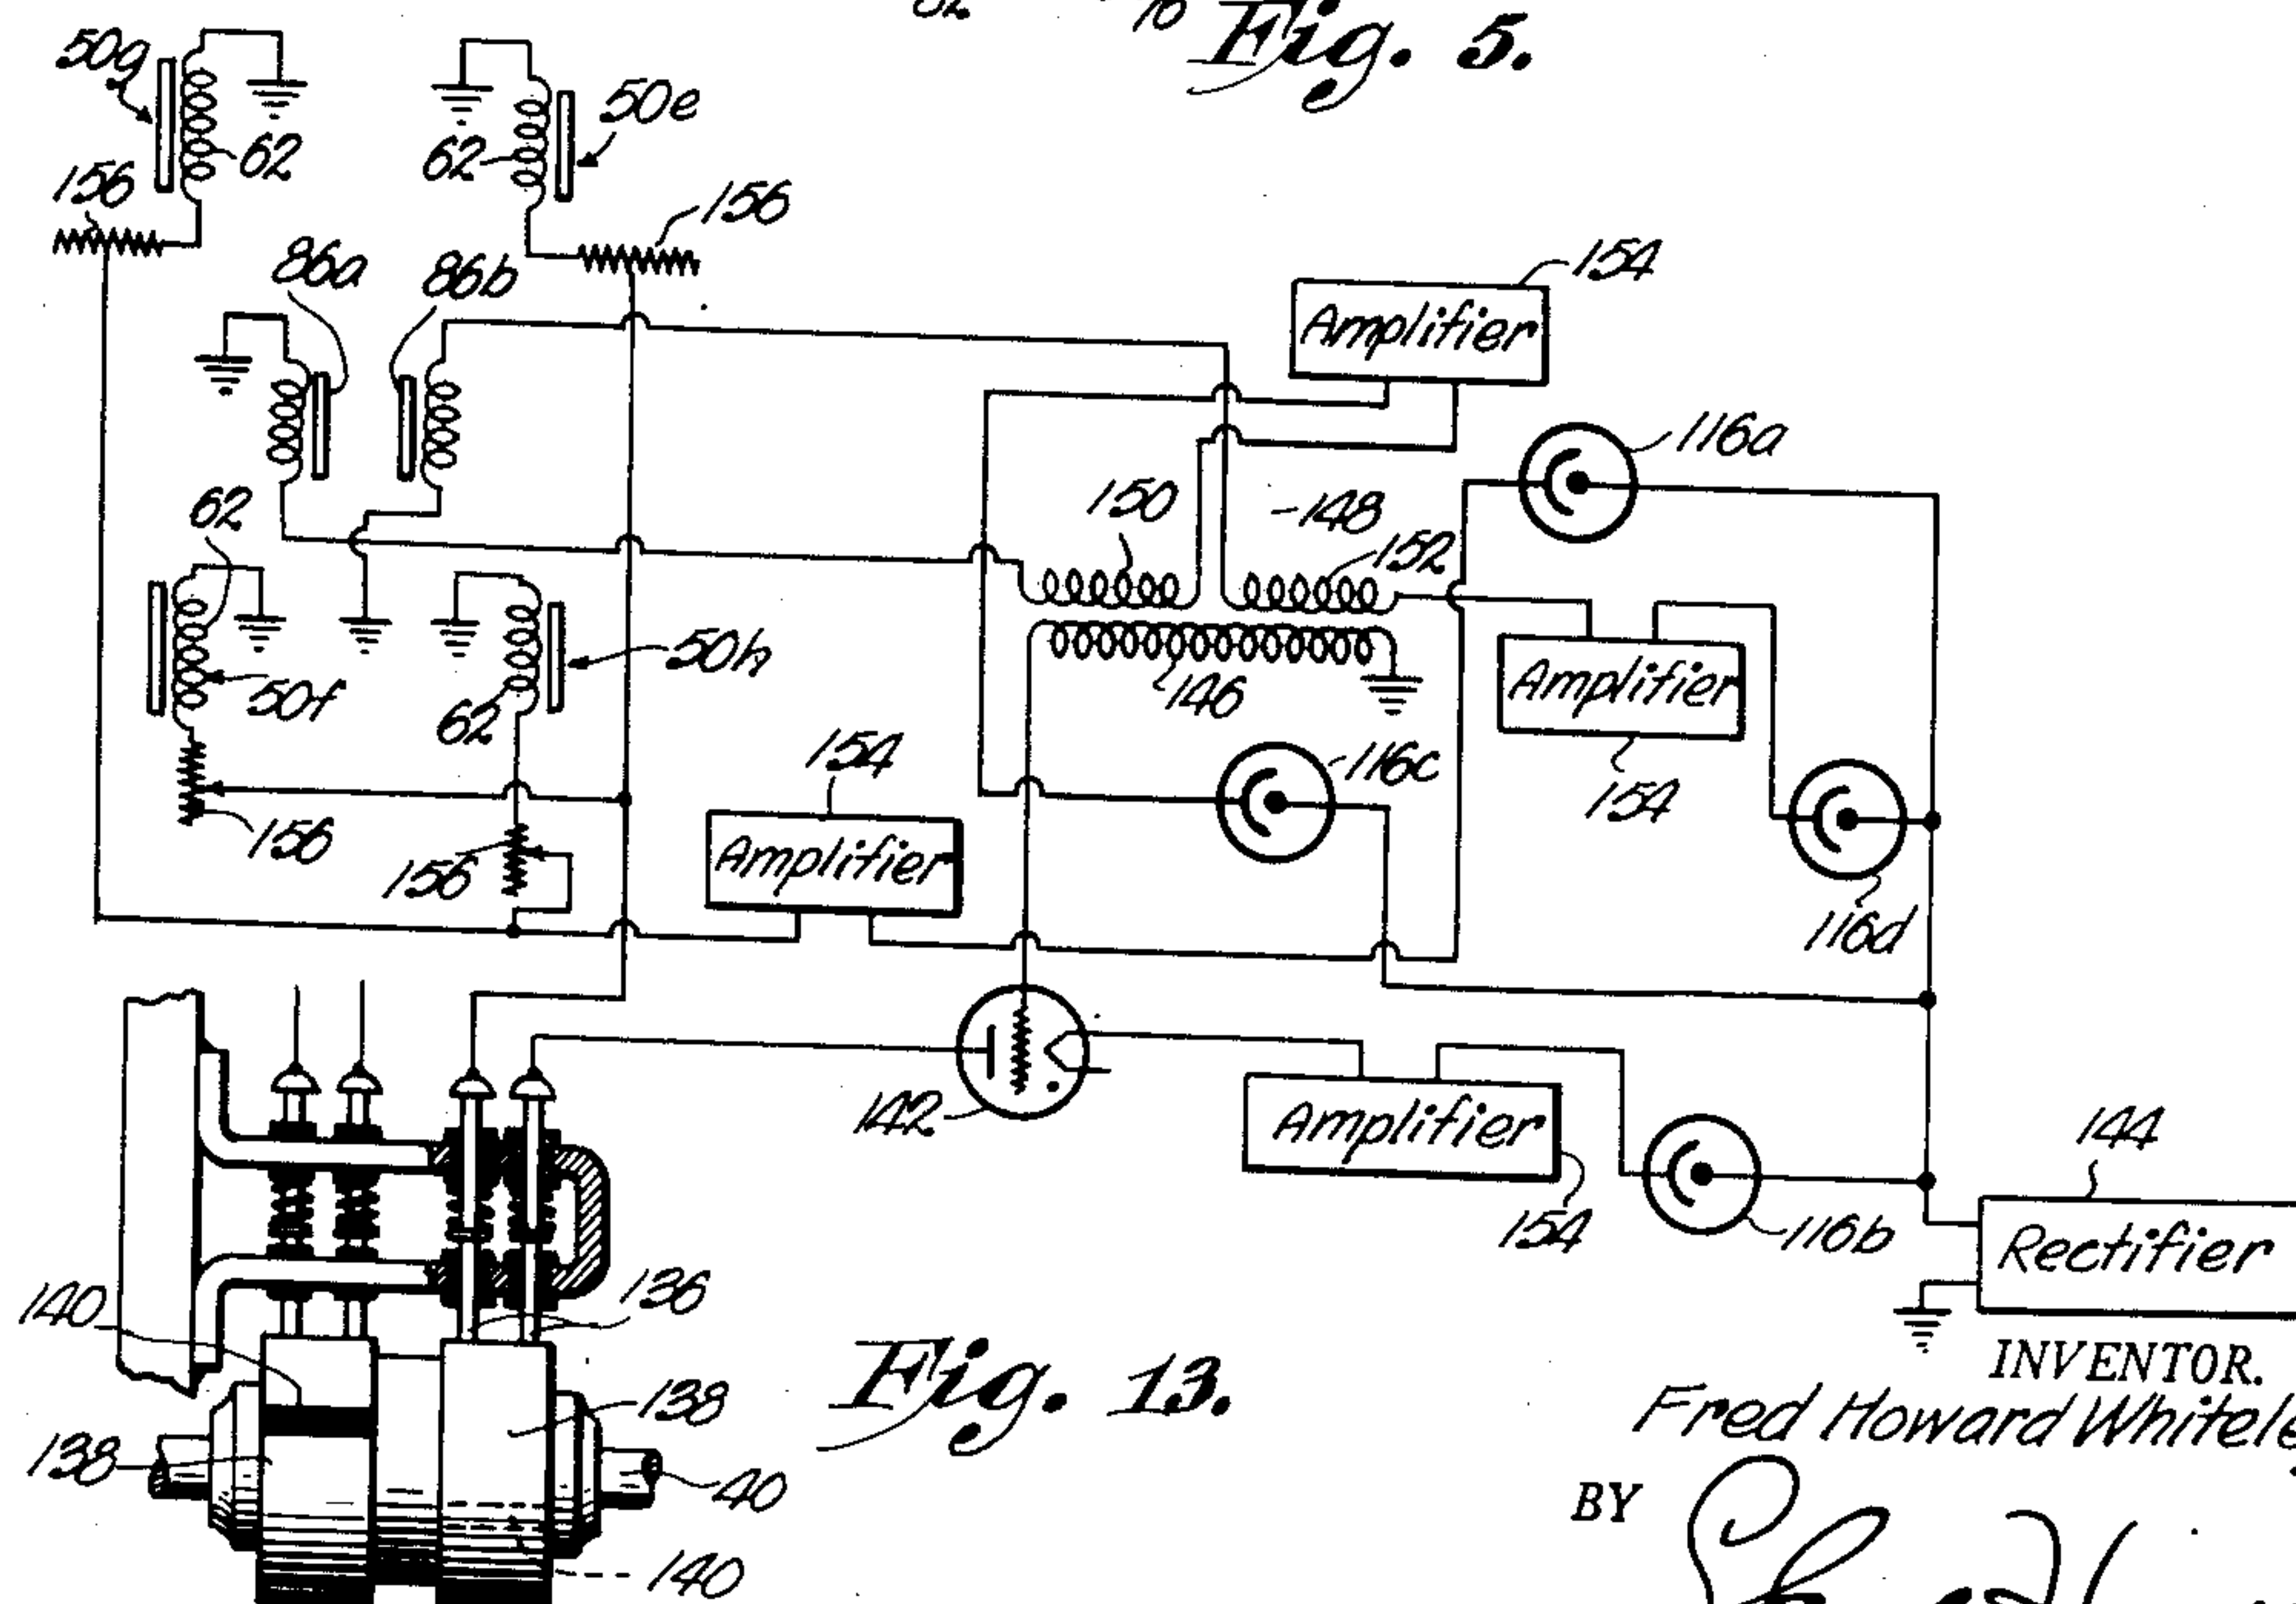 Fig. 5.
50g
62
156
62
50e
156
86a
86b
154
Amplifier
116a
62
150
148
152
50f
62
50h
146
Amplifier
154
156
156
154
Amplifier
116c
116d
142
Amplifier
154
116b
144
Rectifier
140
136
138
138
40
140
Fig. 13.
INVENTOR.
Fred Howard Whitele
BY